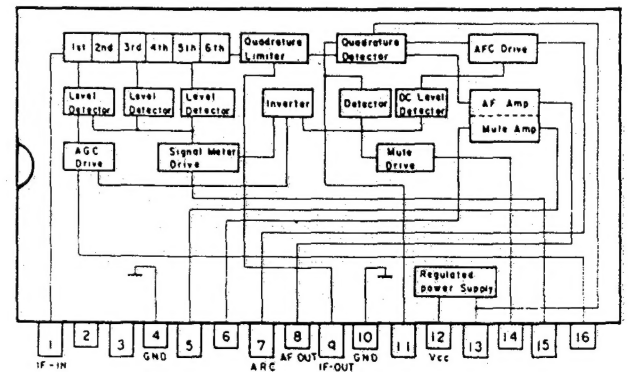 1st 2nd 3rd 4th 5th 6th
Quadrature
Limiter
Quadrature
Detector
AFC Drive
Level
Detector
Level
Detector
Level
Detector
Inverter
Detector
DC Level
Detector
AF Amp
Mute Amp
AGC
Drive
Signal Meter
Drive
Mute
Drive
Regulated
power Supply
1 2 3 4 5 6 7 8 9 10 11 12 13 14 15 16
IF-IN
GND
ARC
AF OUT
IF-OUT
GND
Vcc